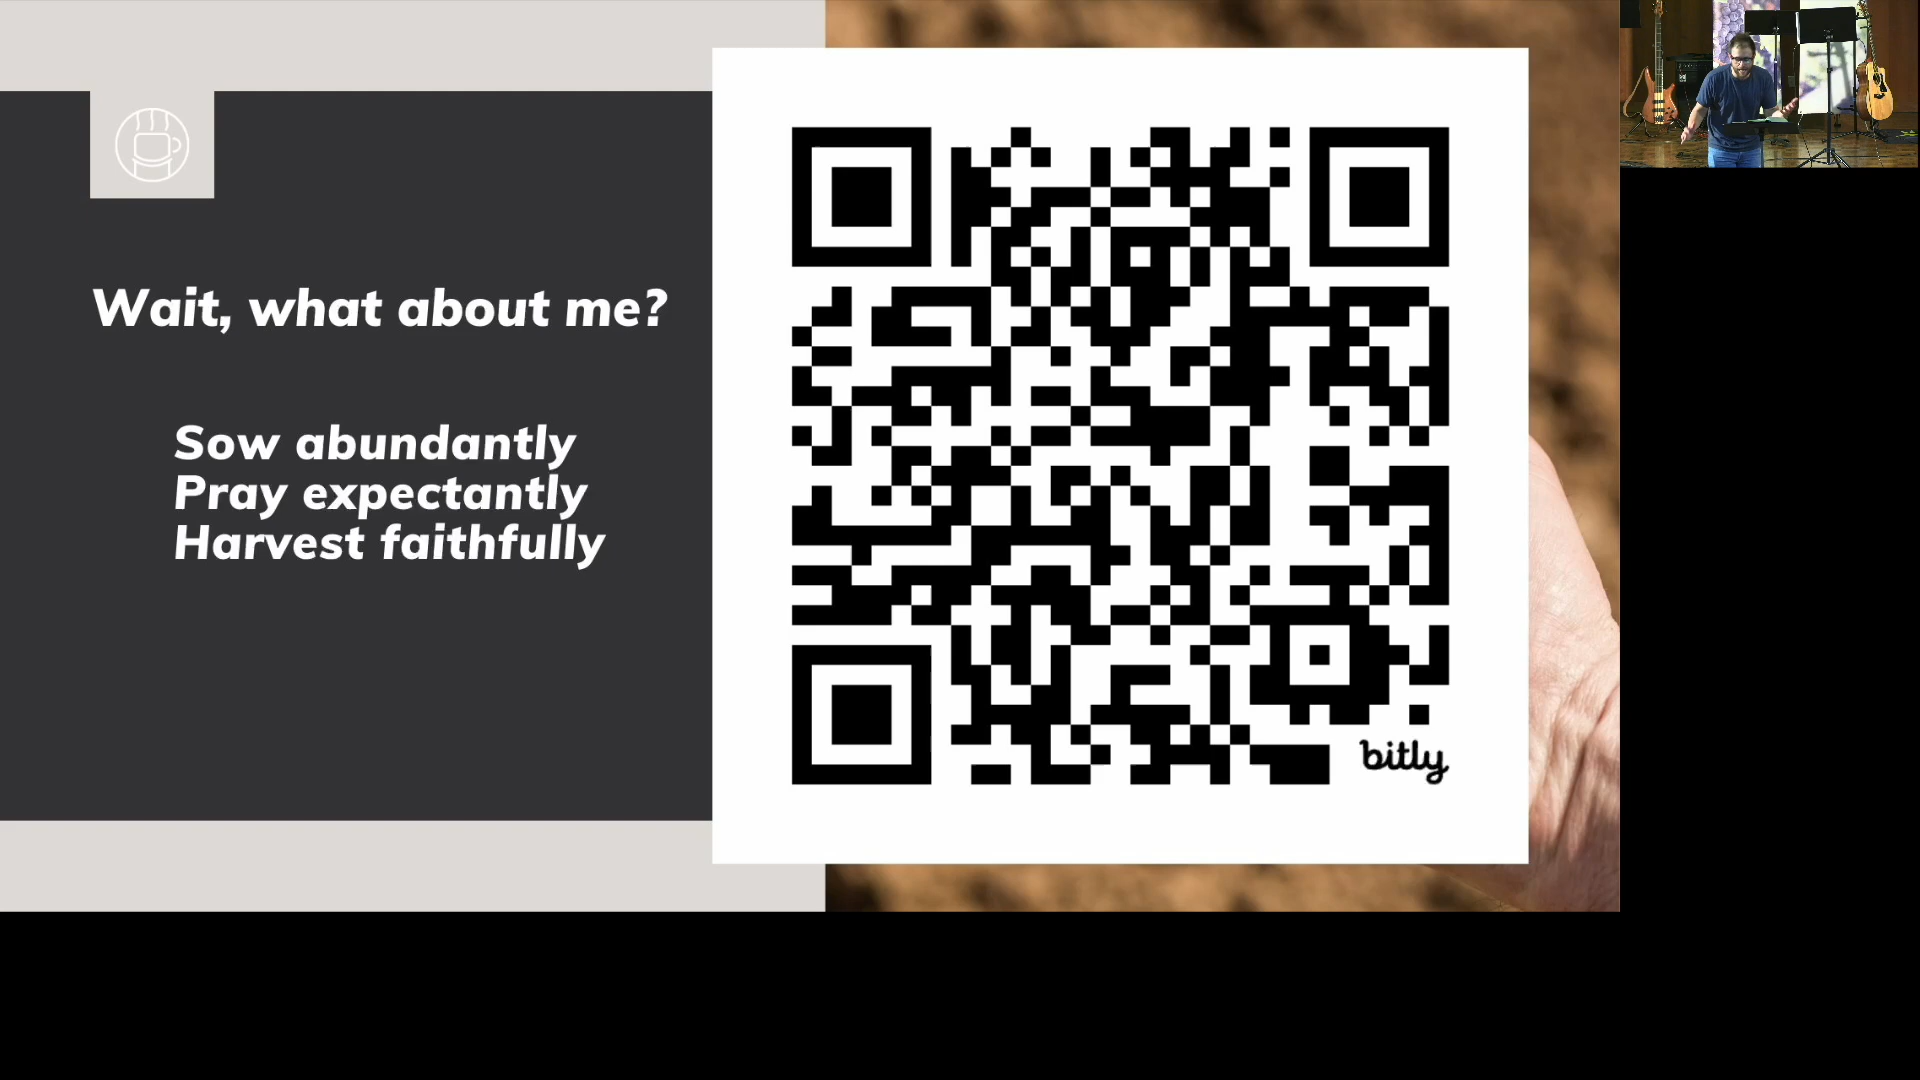 Wait, what about me?
Sow abundantly
Pray expectantly
Harvest faithfully
bitly